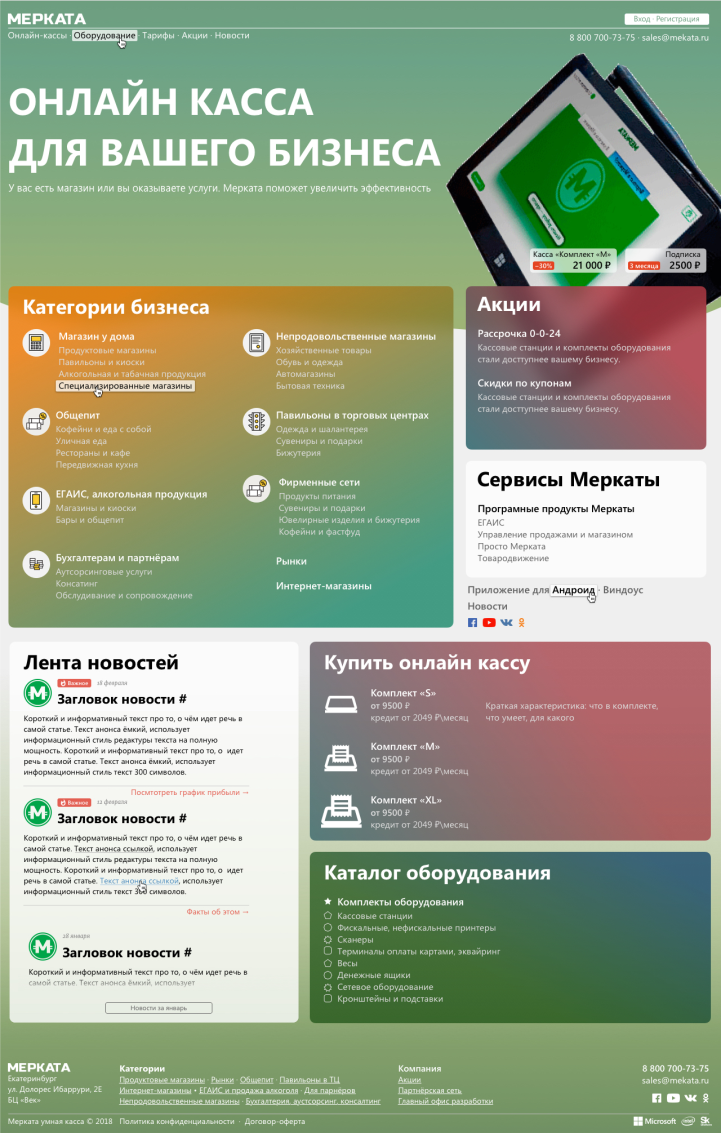 МЕРКАТА
Вход · Регистрация
Онлайн-кассы · Оборудование · Тарифы · Акции · Новости
8 800 700-73-75 · sales@mekata.ru
ОНЛАЙН КАССА
ДЛЯ ВАШЕГО БИЗНЕСА
У вас есть магазин или вы оказываете услуги. Мерката поможет увеличить эффективность
МЕРКАТА
Касса «Комплект «М»
−30% 21 000 ₽
Подписка
3 месяца 2500 ₽
Категории бизнеса
Магазин у дома
Продуктовые магазины
Павильоны и киоски
Алкогольная и табачная продукция
Специализированные магазины
Общепит
Кофейни и еда с собой
Уличная еда
Рестораны и кафе
Передвижная кухня
ЕГАИС, алкогольная продукция
Магазины и киоски
Бары и общепит
Бухгалтерам и партнёрам
Аутсорсинговые услуги
Консатинг
Обслудивание и сопровождение
Непродовольственные магазины
Хозяйственные товары
Обувь и одежда
Автомагазины
Бытовая техника
Павильоны в торговых центрах
Одежда и шалантерея
Сувениры и подарки
Бижутерия
Фирменные сети
Продукты питания
Сувениры и подарки
Ювелирные изделия и бижутерия
Кофейни и фастфуд
Рынки
Интернет-магазины
Акции
Рассрочка 0-0-24
Кассовые станции и комплекты оборудования
стали доступнее вашему бизнесу.
Скидки по купонам
Кассовые станции и комплекты оборудования
стали доступнее вашему бизнесу.
Сервисы Меркаты
Програмные продукты Меркаты
ЕГАИС
Управление продажами и магазином
Просто Мерката
Товародвижение
Приложение для Андроид · Виндоус
Новости
Лента новостей
Важное 18 февраля
Загловок новости #
Короткий и информативный текст про то, о чём идет речь в
самой статье. Текст анонса ёмкий, использует
информационный стиль редактуры текста на полную
мощность. Короткий и информативный текст про то, о идет
речь в самой статье. Текст анонса ёмкий, использует
информационный стиль текст 300 символов.
Посмтотреть график прибыли →
Важное 12 февраля
Загловок новости #
Короткий и информативный текст про то, о чём идет речь в
самой статье. Текст анонса ссылкой, использует
информационный стиль редактуры текста на полную
мощность. Короткий и информативный текст про то, о идет
речь в самой статье. Текст анонса ссылкой, использует
информационный стиль текст 300 символов.
Факты об этом →
28 января
Загловок новости #
Короткий и информативный текст про то, о чём идет речь в
самой статье. Текст анонса ёмкий, использует
Новости за январь
Купить онлайн кассу
Комплект «S»
от 9500 ₽
кредит от 2049 ₽\месяц
Краткая характеристика: что в комплекте,
что умеет, для какого
Комплект «М»
от 9500 ₽
кредит от 2049 ₽\месяц
Комплект «XL»
от 9500 ₽
кредит от 2049 ₽\месяц
Каталог оборудования
Комплекты оборудования
Кассовые станции
Фискальные, нефискальные принтеры
Сканеры
Терминалы оплаты картами, эквайринг
Весы
Денежные ящики
Сетевое оборудование
Кронштейны и подставки
МЕРКАТА
Екатеринбург
ул. Долорес Ибаррури, 2Е
БЦ «Век»
Категории
Продуктовые магазины · Рынки · Общепит · Павильоны в ТЦ
Интернет-магазины • ЕГАИС и продажа алкоголя · Для парнёров
Непродовольственные магазины · Бухгалтерия, аустсорсинг, консалтинг
Компания
Акции
Партнёрская сеть
Главный офис разработки
8 800 700-73-75
sales@mekata.ru
Мерката умная касса © 2018 Политика конфиденциальности · Договор-оферта
Microsoft intel Sk